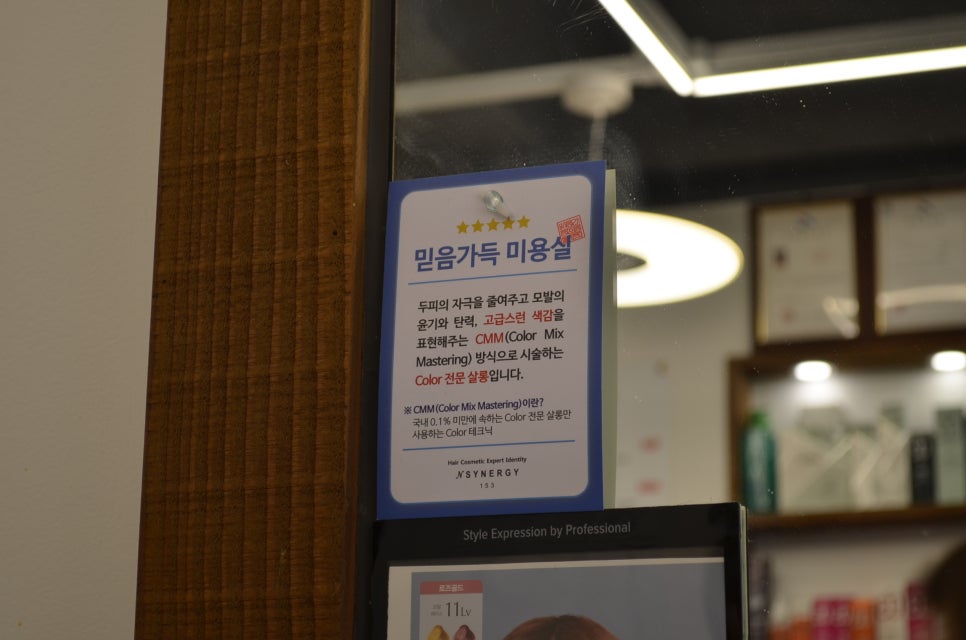 믿음가득 미용실
두피의 자극을 줄여주고 모발의
윤기와 탄력, 고급스런 색감을
표현해주는 CMM(Color Mix
Mastering) 방식으로 시술하는
Color 전문 살롱입니다.
※ CMM(Color Mix Mastering)이란?
국내 0.1% 미만에 속하는 Color 전문 살롱만
사용하는 Color 테크닉
Hair Cosmetic Expert Identity
N SYNERGY
153
Style Expression by Professional
로즈골드
11Lv